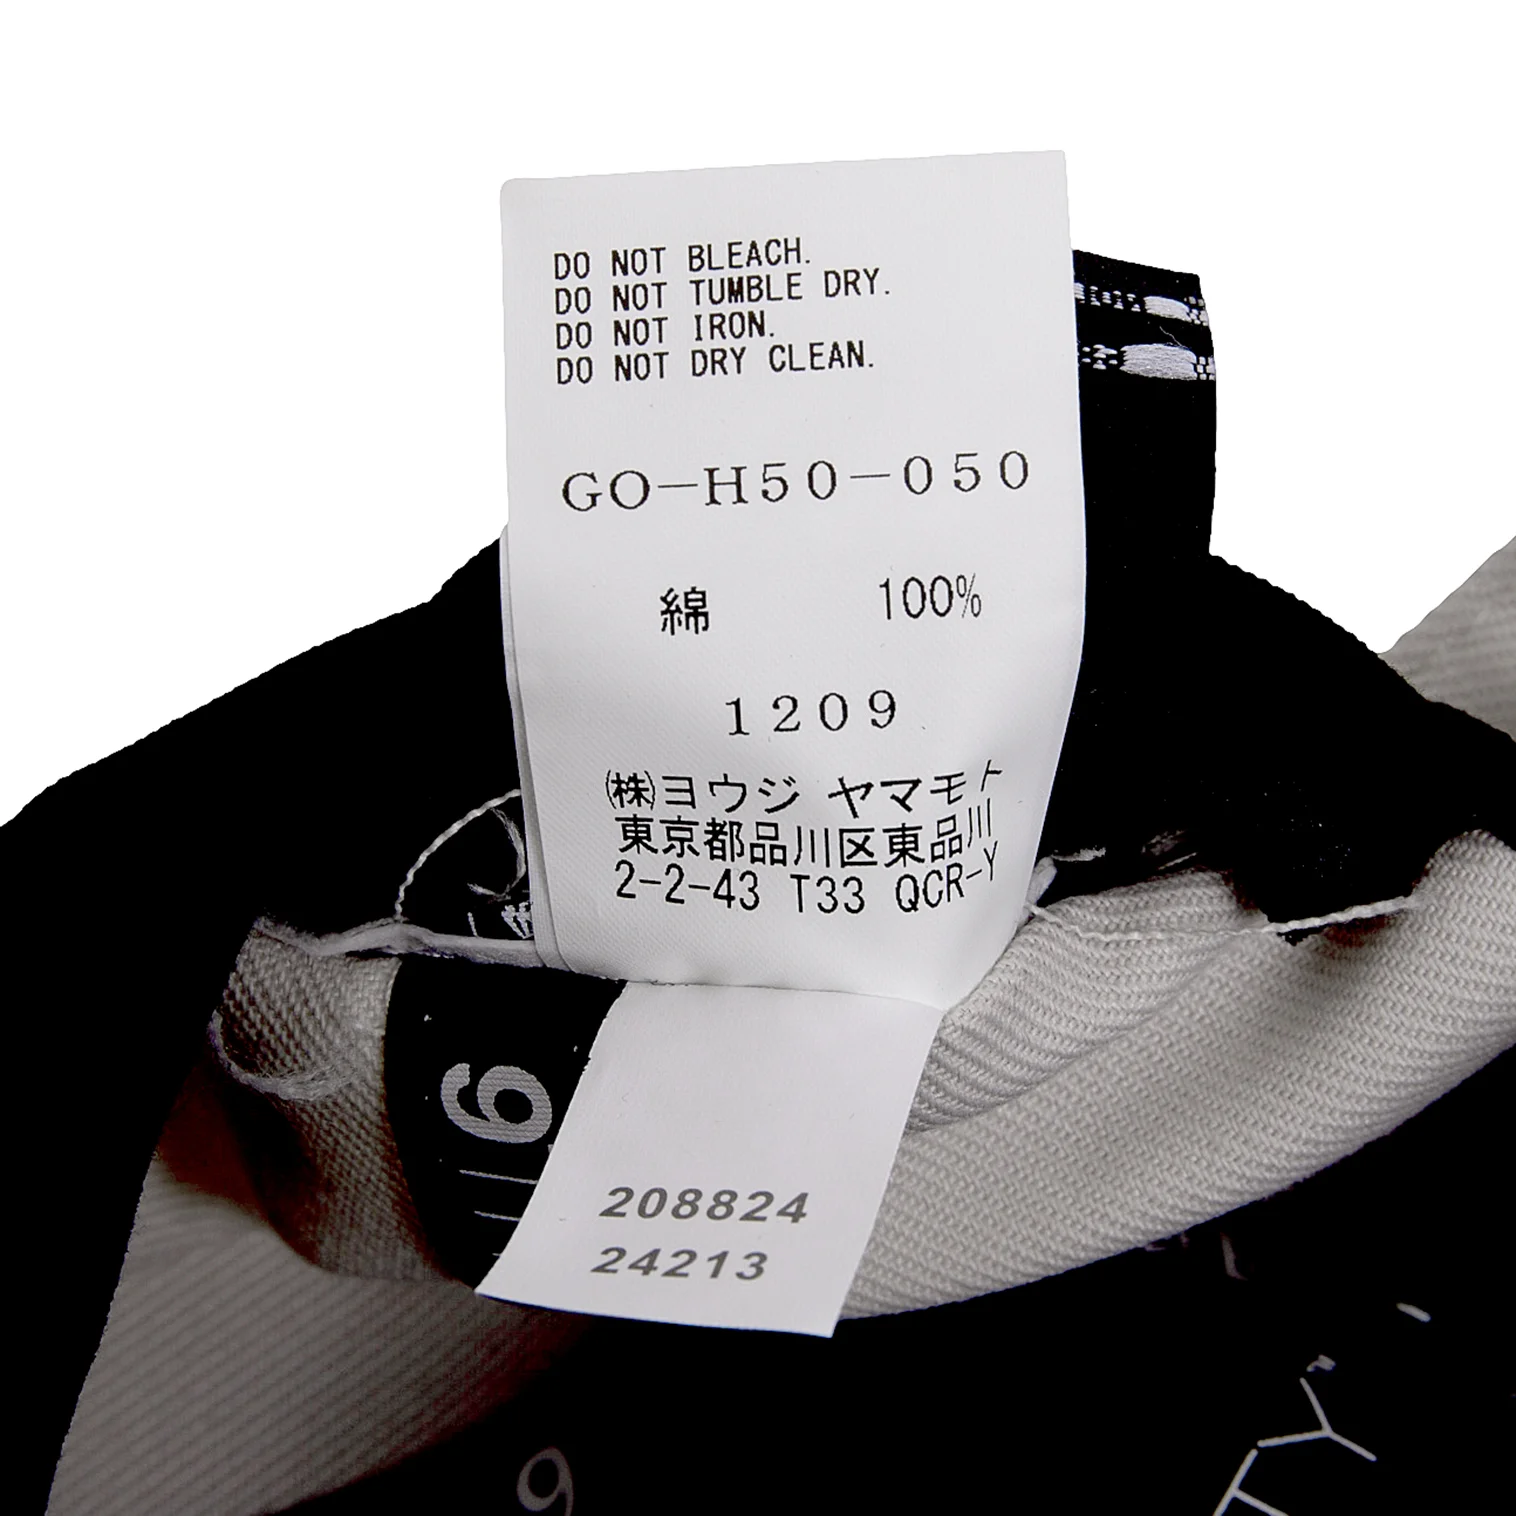 DO NOT BLEACH.
DO NOT TUMBLE DRY.
DO NOT IRON.
DO NOT DRY CLEAN.
GO-H50-050
綿 100%
1209
㈱ヨウジ ヤマモト
東京都品川区東品川
2-2-43 T33 QCR-Y
6
208824
24213
9